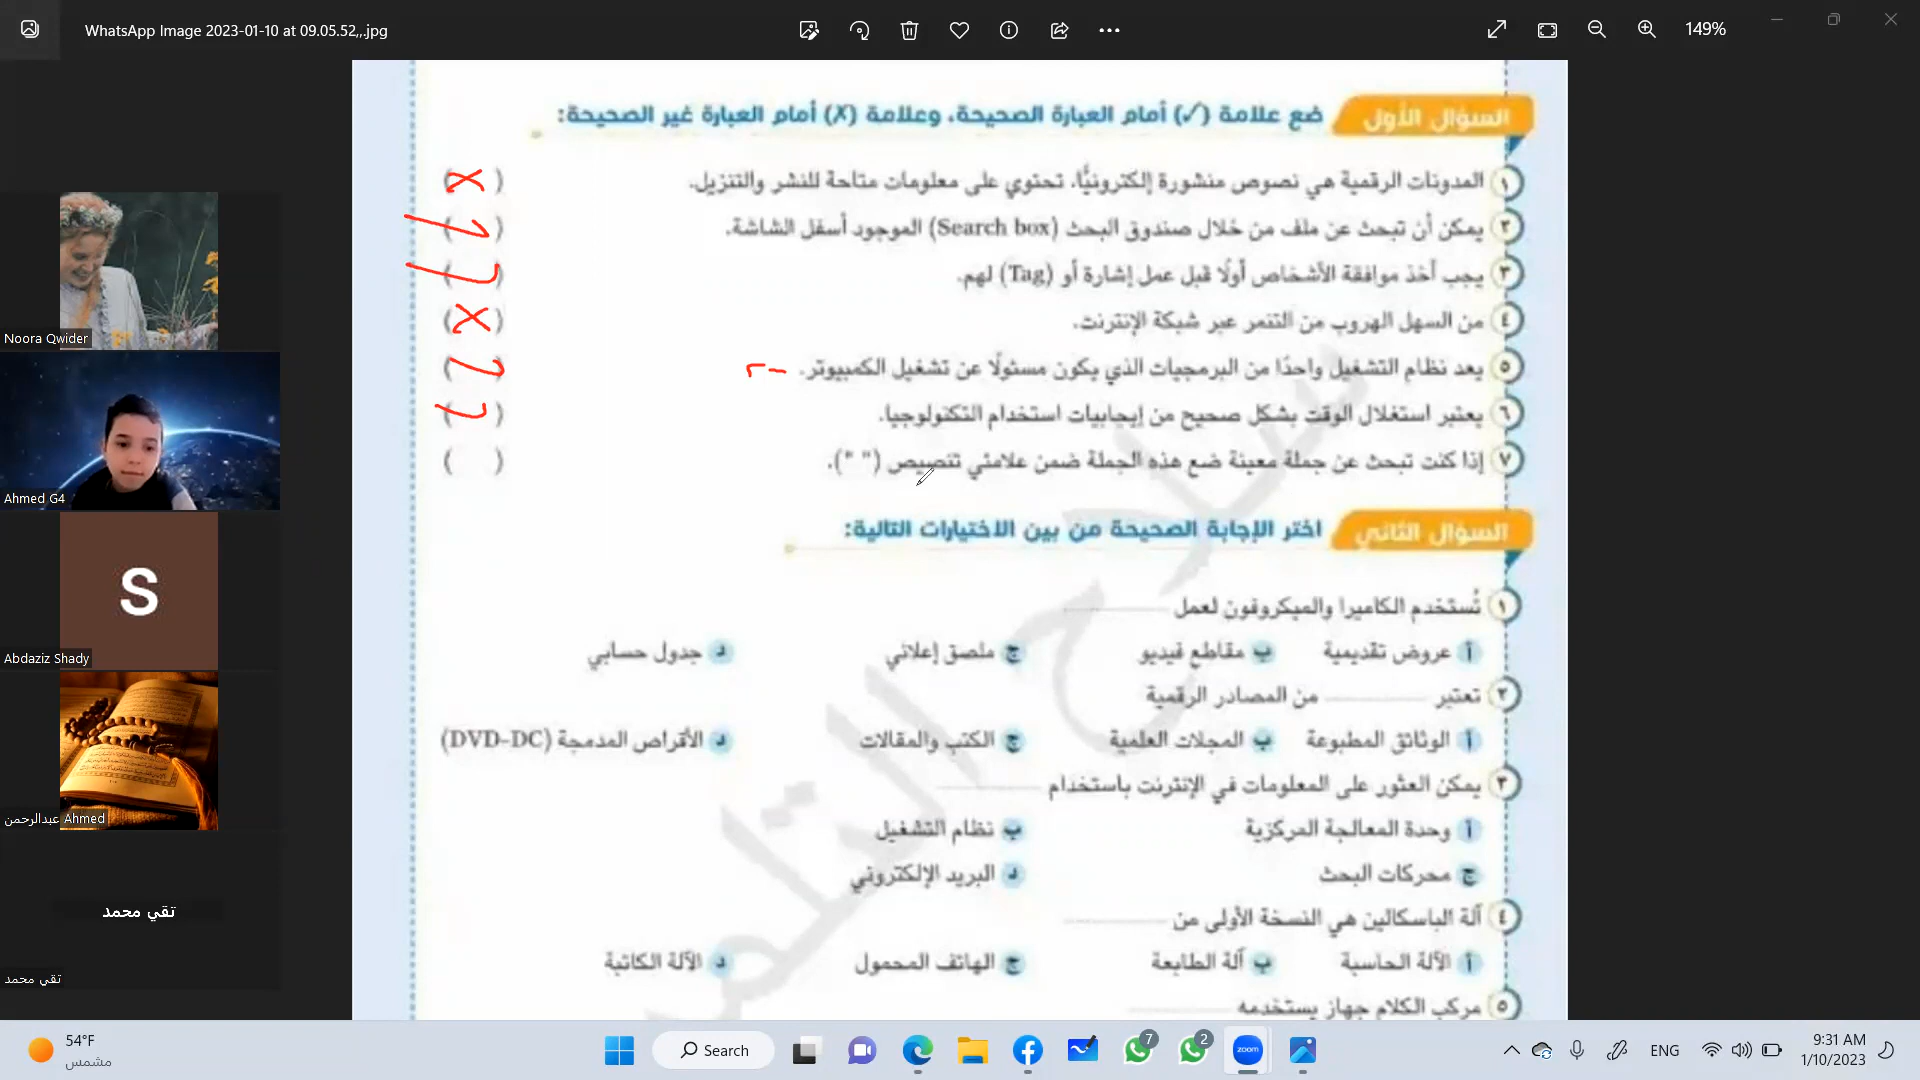 WhatsApp Image 2023-01-10 at 09.05.52,,.jpg
149%
السؤال الأول ضع علامة (✓) أمام العبارة الصحيحة، وعلامة (X) أمام العبارة غير الصحيحة:
١ المدونات الرقمية هي نصوص منشورة إلكترونيًّا، تحتوي على معلومات متاحة للنشر والتنزيل. (X)
٢ يمكن أن تبحث عن ملف من خلال صندوق البحث (Search box) الموجود أسفل الشاشة. (✓)
٣ يجب أخذ موافقة الأشخاص أولًا قبل عمل إشارة أو (Tag) لهم. (✓)
٤ من السهل الهروب من التنمر عبر شبكة الإنترنت. (X)
٥ يعد نظام التشغيل واحدًا من البرمجيات الذي يكون مسئولًا عن تشغيل الكمبيوتر. (✓)
٦ يعتبر استغلال الوقت بشكل صحيح من إيجابيات استخدام التكنولوجيا. (✓)
٧ إذا كنت تبحث عن جملة معينة ضع هذه الجملة ضمن علامتي تنصيص (" "). ( )
السؤال الثاني اختر الإجابة الصحيحة من بين الاختيارات التالية:
١ تُستخدم الكاميرا والميكروفون لعمل
أ عروض تقديمية ب مقاطع فيديو ج ملصق إعلاني د جدول حسابي
٢ تعتبر من المصادر الرقمية
أ الوثائق المطبوعة ب المجلات العلمية ج الكتب والمقالات د الأقراص المدمجة (DVD-DC)
٣ يمكن العثور على المعلومات في الإنترنت باستخدام
أ وحدة المعالجة المركزية ب نظام التشغيل
ج محركات البحث د البريد الإلكتروني
٤ آلة الباسكالين هي النسخة الأولى من
أ الآلة الحاسبة ب آلة الطابعة ج الهاتف المحمول د الآلة الكاتبة
٥ مركب الكلام جهاز يستخدمه
سلاح التلميذ
Noora Qwider
Ahmed G4
S
Abdaziz Shady
عبدالرحمن Ahmed
تقي محمد
تقي محمد
54°F
مشمس
Search
7
2
zoom
ENG
9:31 AM
1/10/2023